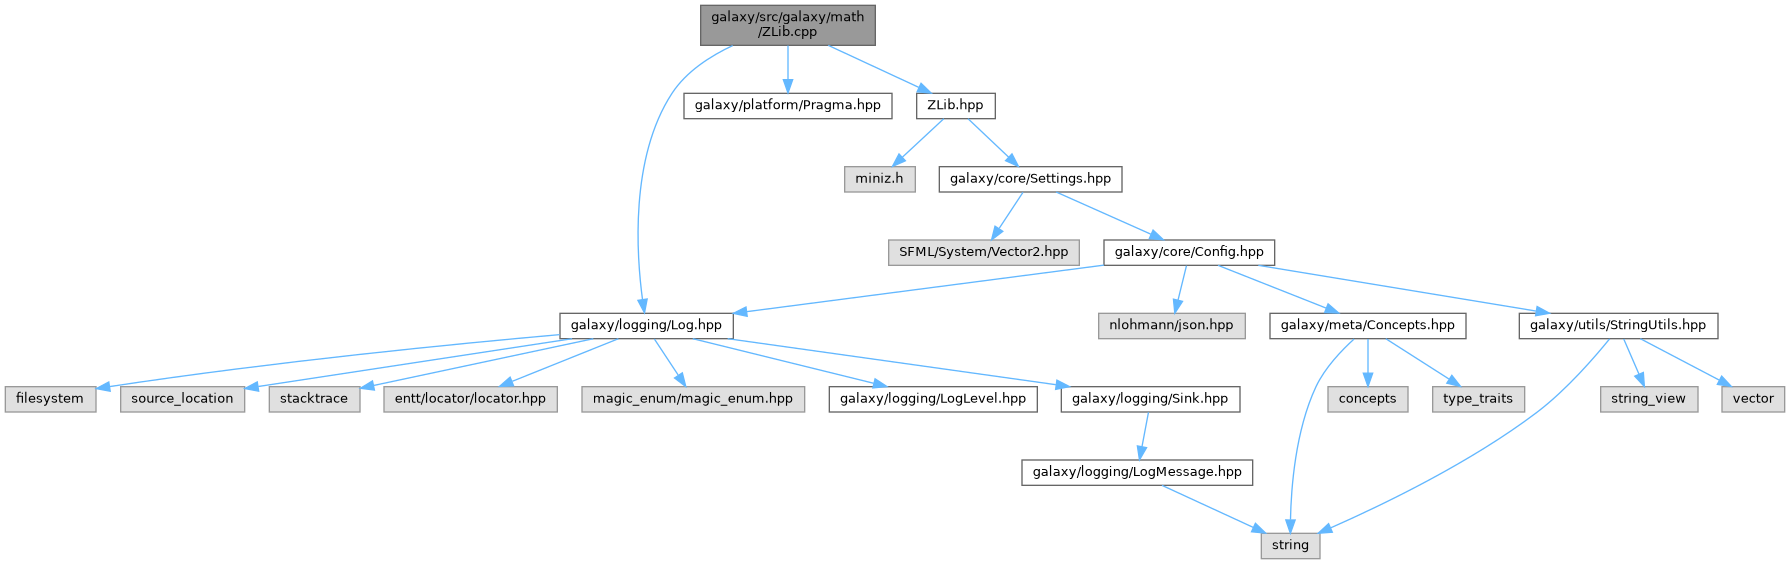 galaxy/src/galaxy/math
/ZLib.cpp
galaxy/platform/Pragma.hpp
ZLib.hpp
miniz.h
galaxy/core/Settings.hpp
SFML/System/Vector2.hpp
galaxy/core/Config.hpp
galaxy/logging/Log.hpp
nlohmann/json.hpp
galaxy/meta/Concepts.hpp
galaxy/utils/StringUtils.hpp
filesystem
source_location
stacktrace
entt/locator/locator.hpp
magic_enum/magic_enum.hpp
galaxy/logging/LogLevel.hpp
galaxy/logging/Sink.hpp
concepts
type_traits
string_view
vector
galaxy/logging/LogMessage.hpp
string